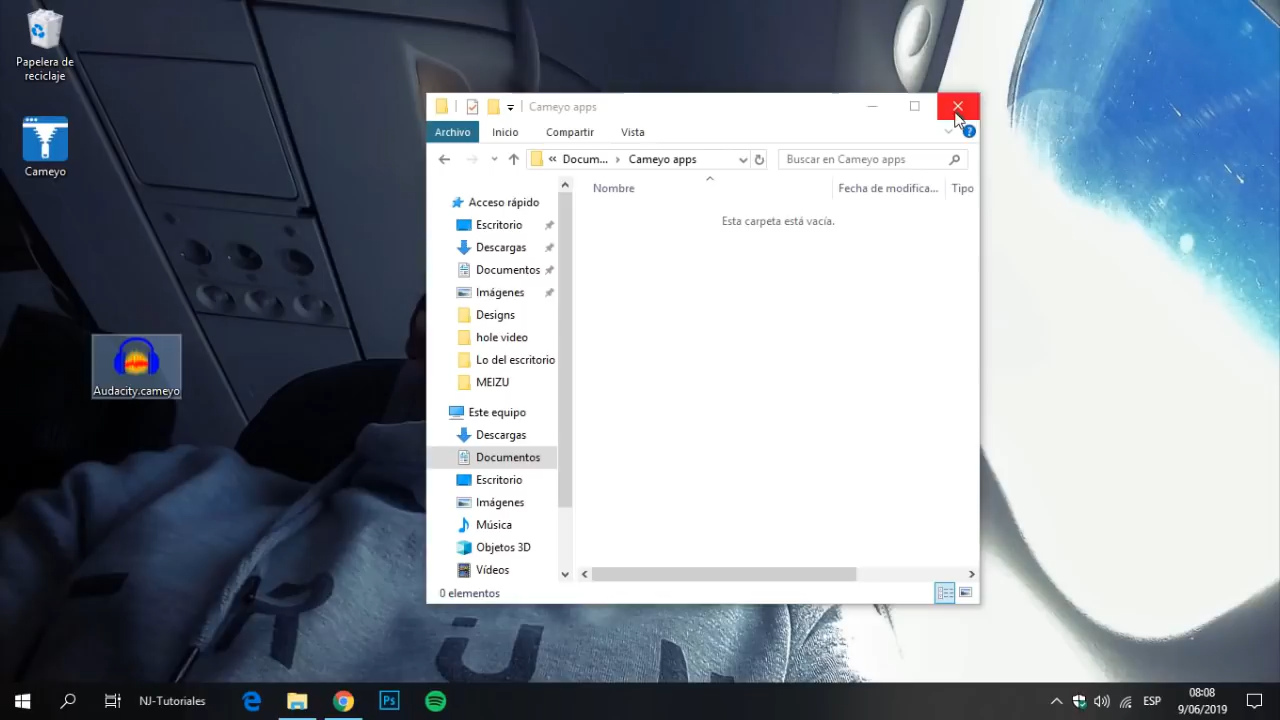 Papelera de
reciclaje
Cameyo
Audacity.cameyo
Cameyo apps
Archivo
Inicio
Compartir
Vista
« Docum... › Cameyo apps
Buscar en Cameyo apps
Nombre
Fecha de modifica...
Tipo
Esta carpeta está vacía.
Acceso rápido
Escritorio
Descargas
Documentos
Imágenes
Designs
hole video
Lo del escritorio
MEIZU
Este equipo
Descargas
Documentos
Escritorio
Imágenes
Música
Objetos 3D
Vídeos
0 elementos
NJ-Tutoriales
Ps
ESP
08:08
9/06/2019